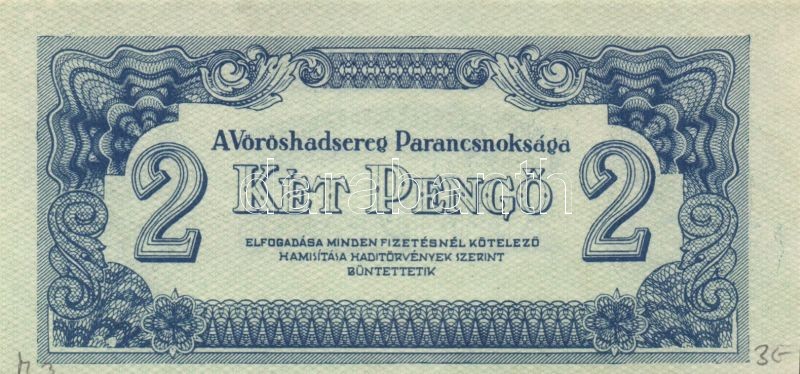 A Vöröshadsereg Parancsnoksága
2 KÉT PENGŐ 2
ELFOGADÁSA MINDEN FIZETÉSNÉL KÖTELEZŐ
HAMISÍTÁSA HADITÖRVÉNYEK SZERINT
BÜNTETTETIK